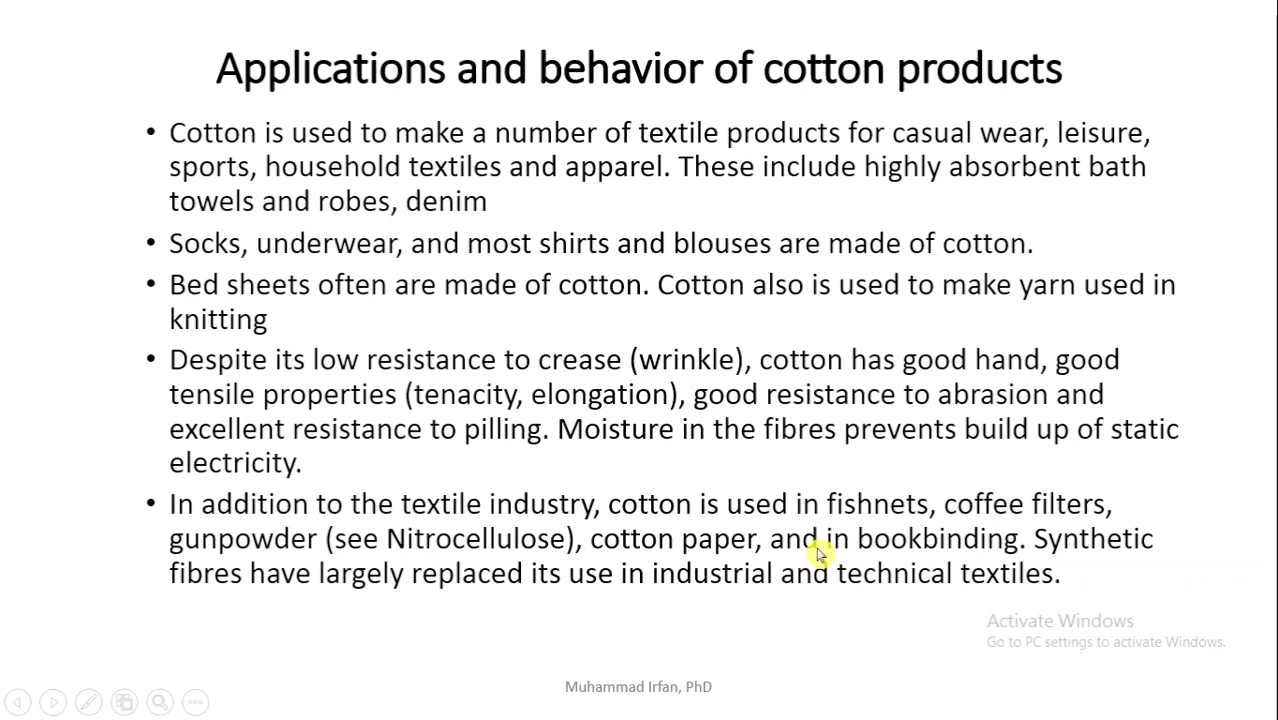 Applications and behavior of cotton products
• Cotton is used to make a number of textile products for casual wear, leisure,
sports, household textiles and apparel. These include highly absorbent bath
towels and robes, denim
• Socks, underwear, and most shirts and blouses are made of cotton.
• Bed sheets often are made of cotton. Cotton also is used to make yarn used in
knitting
• Despite its low resistance to crease (wrinkle), cotton has good hand, good
tensile properties (tenacity, elongation), good resistance to abrasion and
excellent resistance to pilling. Moisture in the fibres prevents build up of static
electricity.
• In addition to the textile industry, cotton is used in fishnets, coffee filters,
gunpowder (see Nitrocellulose), cotton paper, and in bookbinding. Synthetic
fibres have largely replaced its use in industrial and technical textiles.
Activate Windows
Go to PC settings to activate Windows.
Muhammad Irfan, PhD